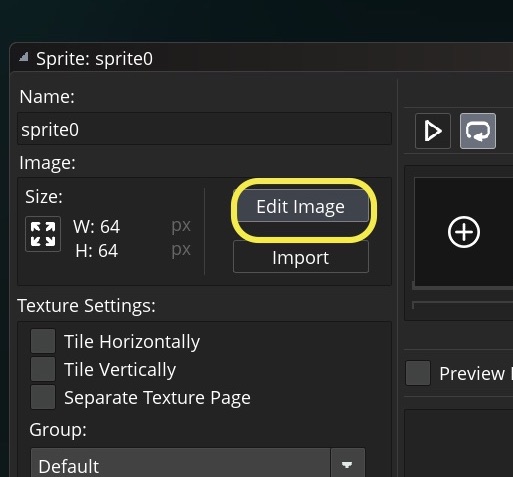 Sprite: sprite0
Name:
sprite0
Image:
Size:
W: 64 px
H: 64 px
Edit Image
Import
Texture Settings:
Tile Horizontally
Tile Vertically
Separate Texture Page
Group:
Default
Preview